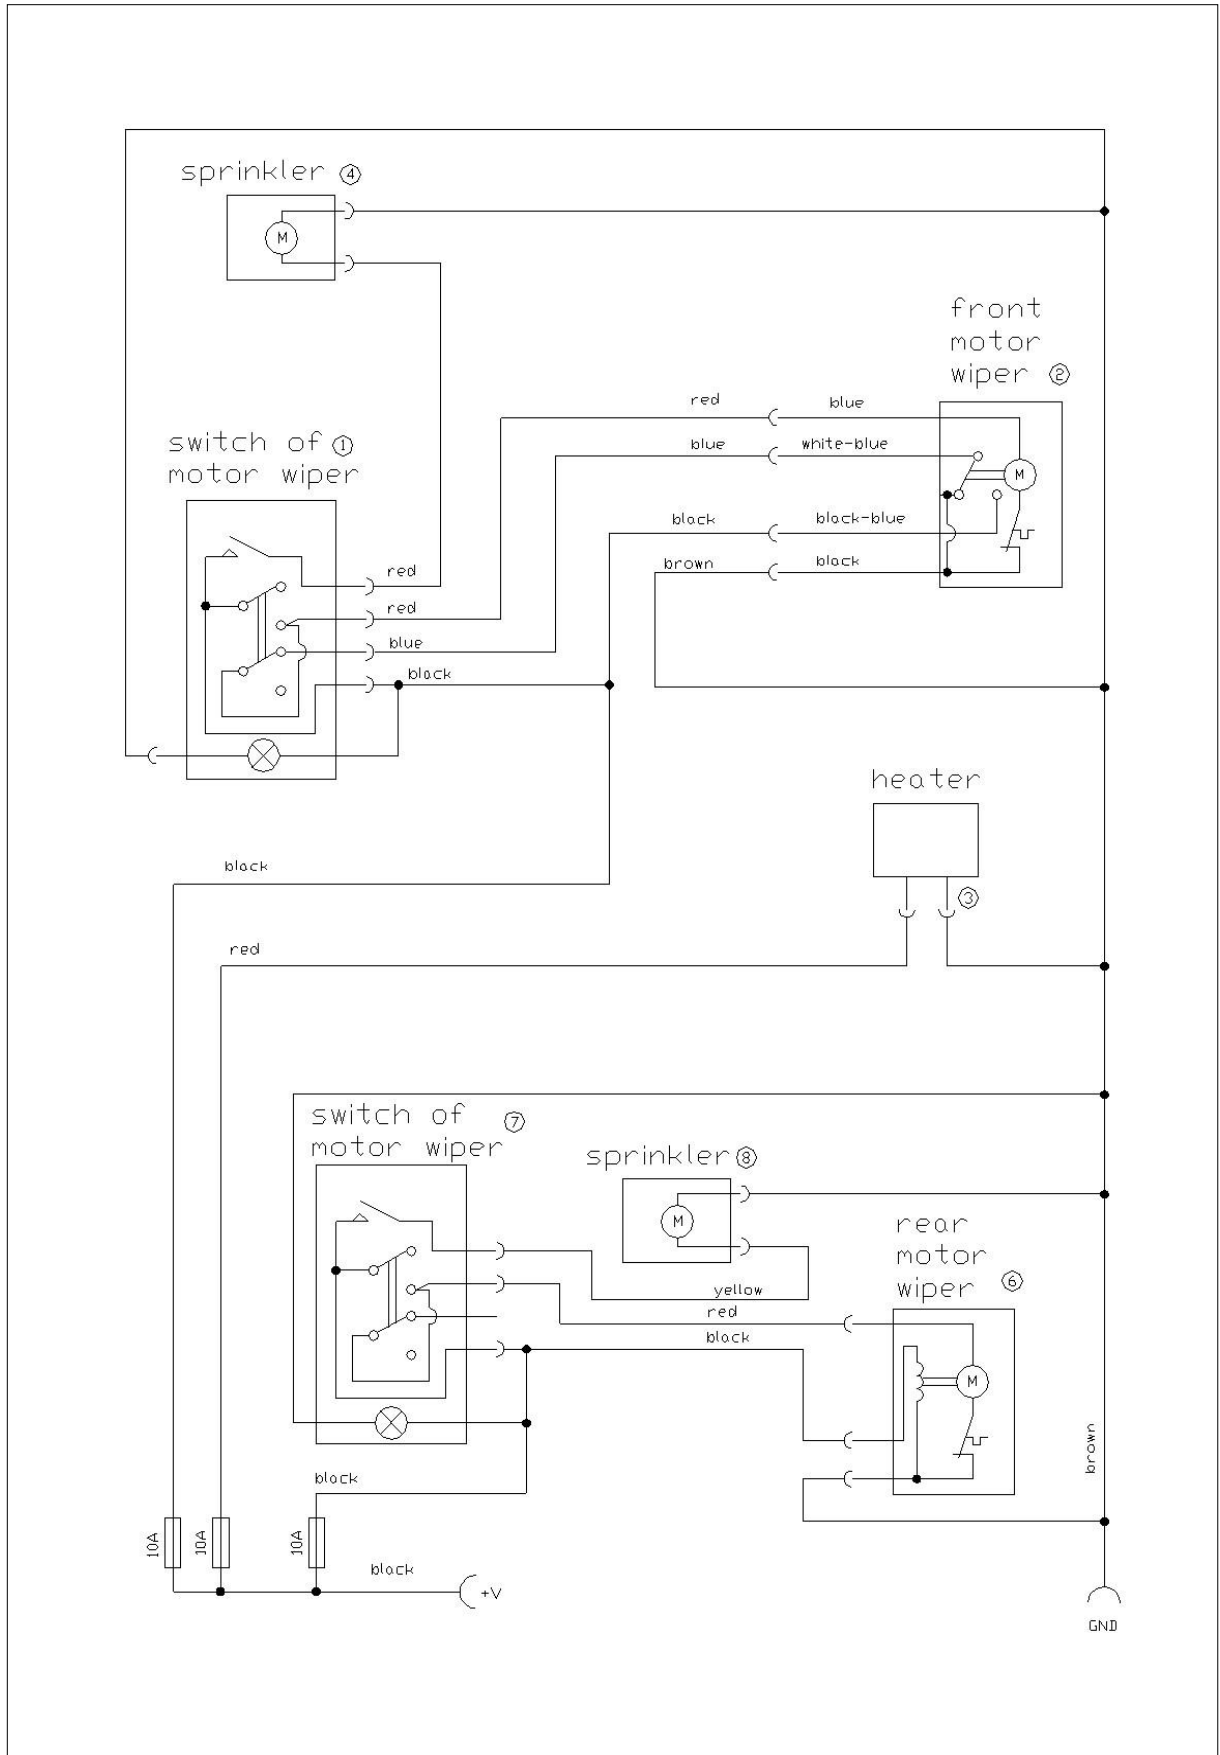 sprinkler 4
M
front
motor
wiper 2
red blue
blue white-blue
M
black black-blue
brown black
switch of 1
motor wiper
red
red
blue
black
heater
3
black
red
switch of 7
motor wiper
sprinkler 8
M
yellow
red
black
rear
motor
wiper 6
M
brown
black
10A
10A
10A
black
+V
GND